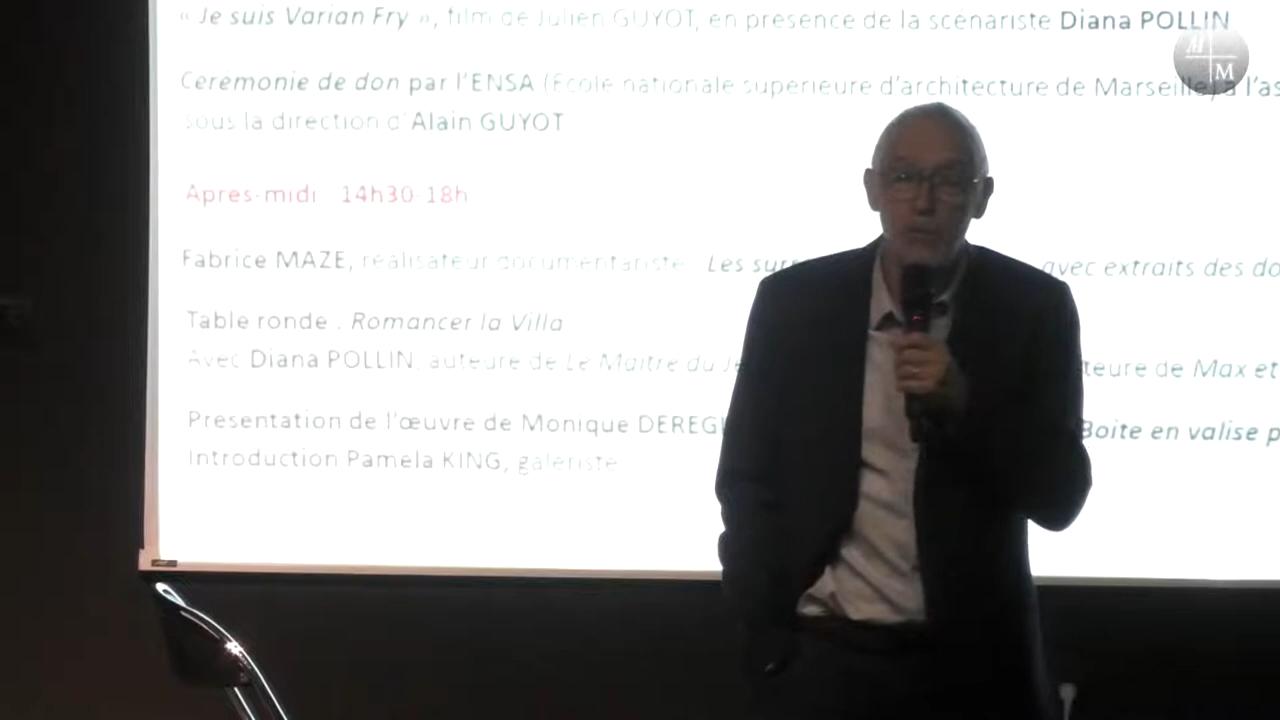 « Je suis Varian Fry », film de Julien GUYOT, en presence de la scénariste Diana POLLIN
Ceremonie de don par l'ENSA (Ecole nationale superieure d'architecture de Marseille) à l'as
sous la direction d'Alain GUYOT
Apres-midi 14h30-18h
Fabrice MAZE, realisateur documentariste Les avec extraits des do
Table ronde . Romancer la Villa
Avec Diana POLLIN, auteure de Le Maitre du Je teure de Max et
Presentation de l'œuvre de Monique DEREG Boite en valise p
Introduction Pamela KING, galeriste
M
M